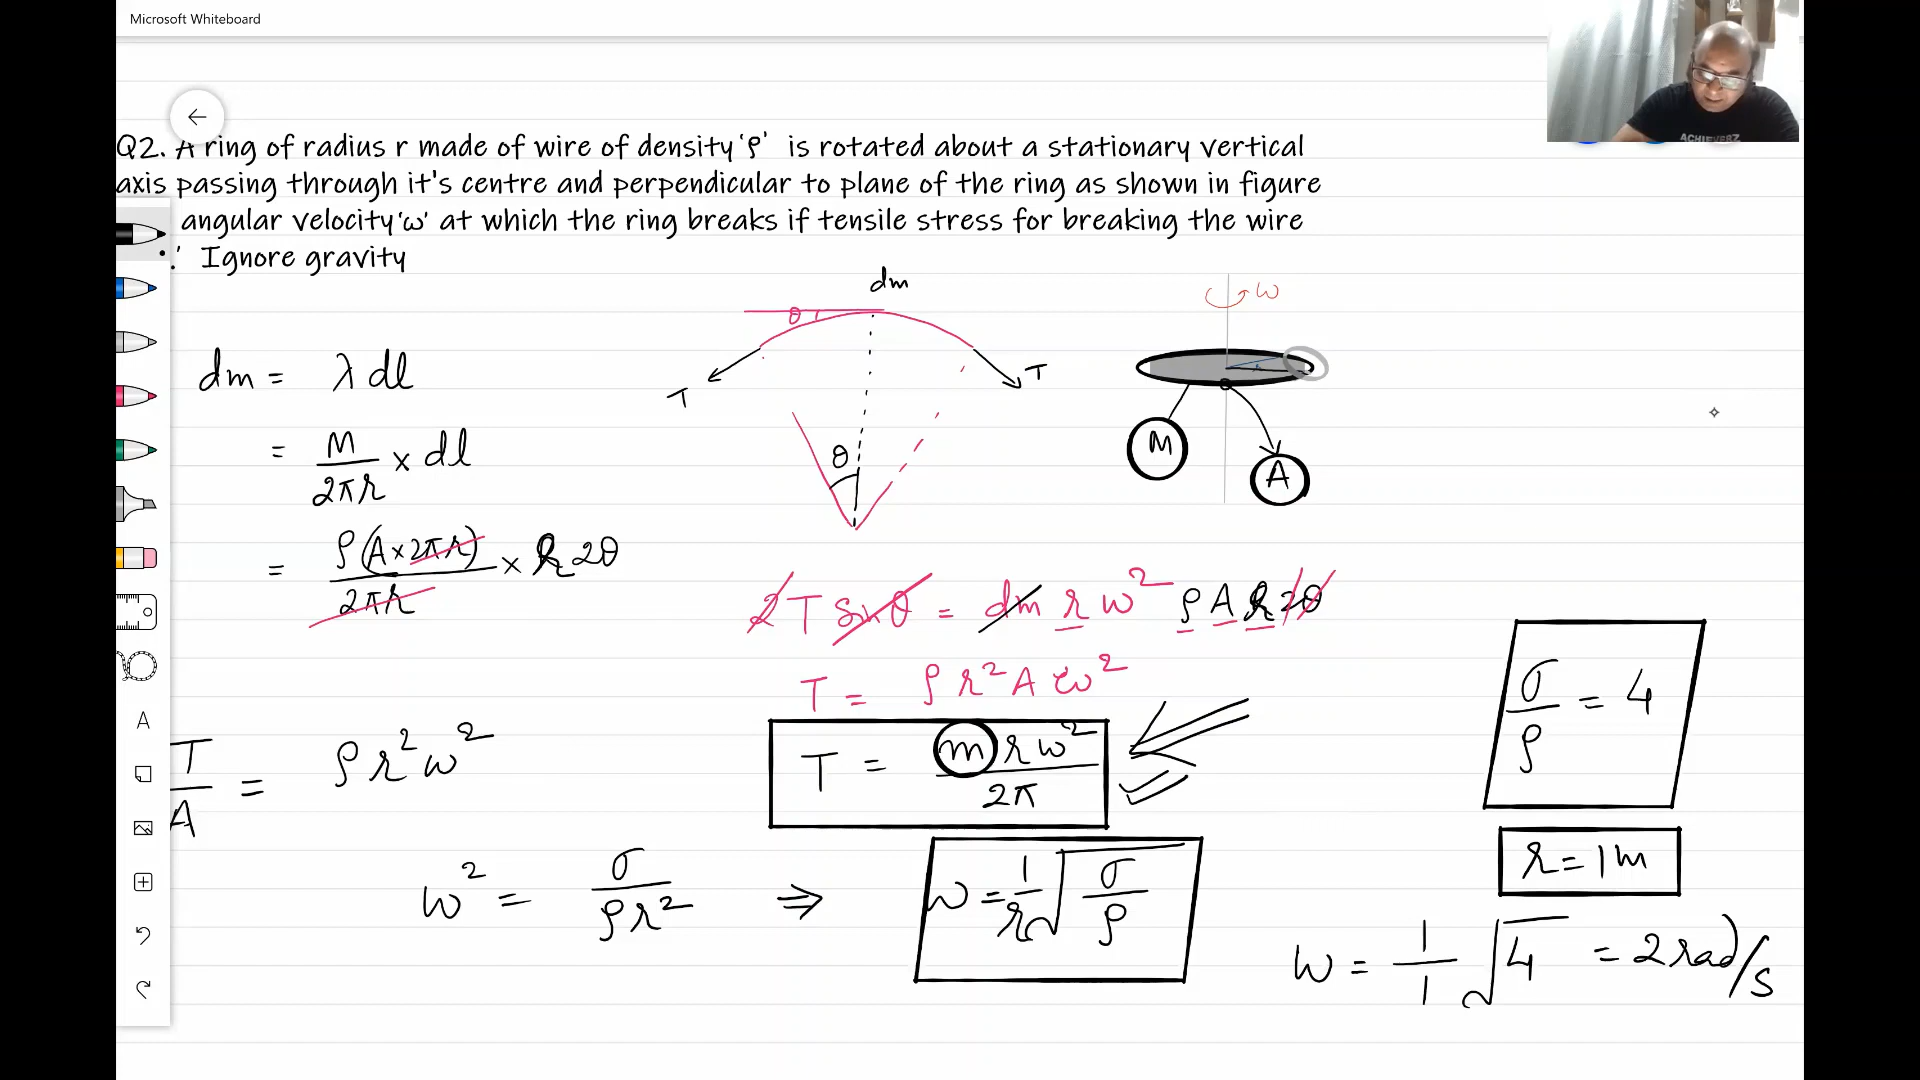 Microsoft Whiteboard
ACHIEVERZ
Q2. A ring of radius r made of wire of density 'ρ' is rotated about a stationary vertical
axis passing through it's centre and perpendicular to plane of the ring as shown in figure
angular velocity 'ω' at which the ring breaks if tensile stress for breaking the wire
.' Ignore gravity
dm
θ
T T
θ
ω
M A
dm = λ dl
= M/2πr × dl
= ρ(A×2πr)/2πr × R 2θ
2T sinθ = dm r ω² ρ A R 2θ
T = ρ r² A ω²
T = m r ω²/2π
T/A = ρ r² ω²
ω² = σ/ρr² ⇒ ω = 1/r √σ/ρ
σ/ρ = 4
r = 1m
ω = 1/1 √4 = 2 rad/s
A